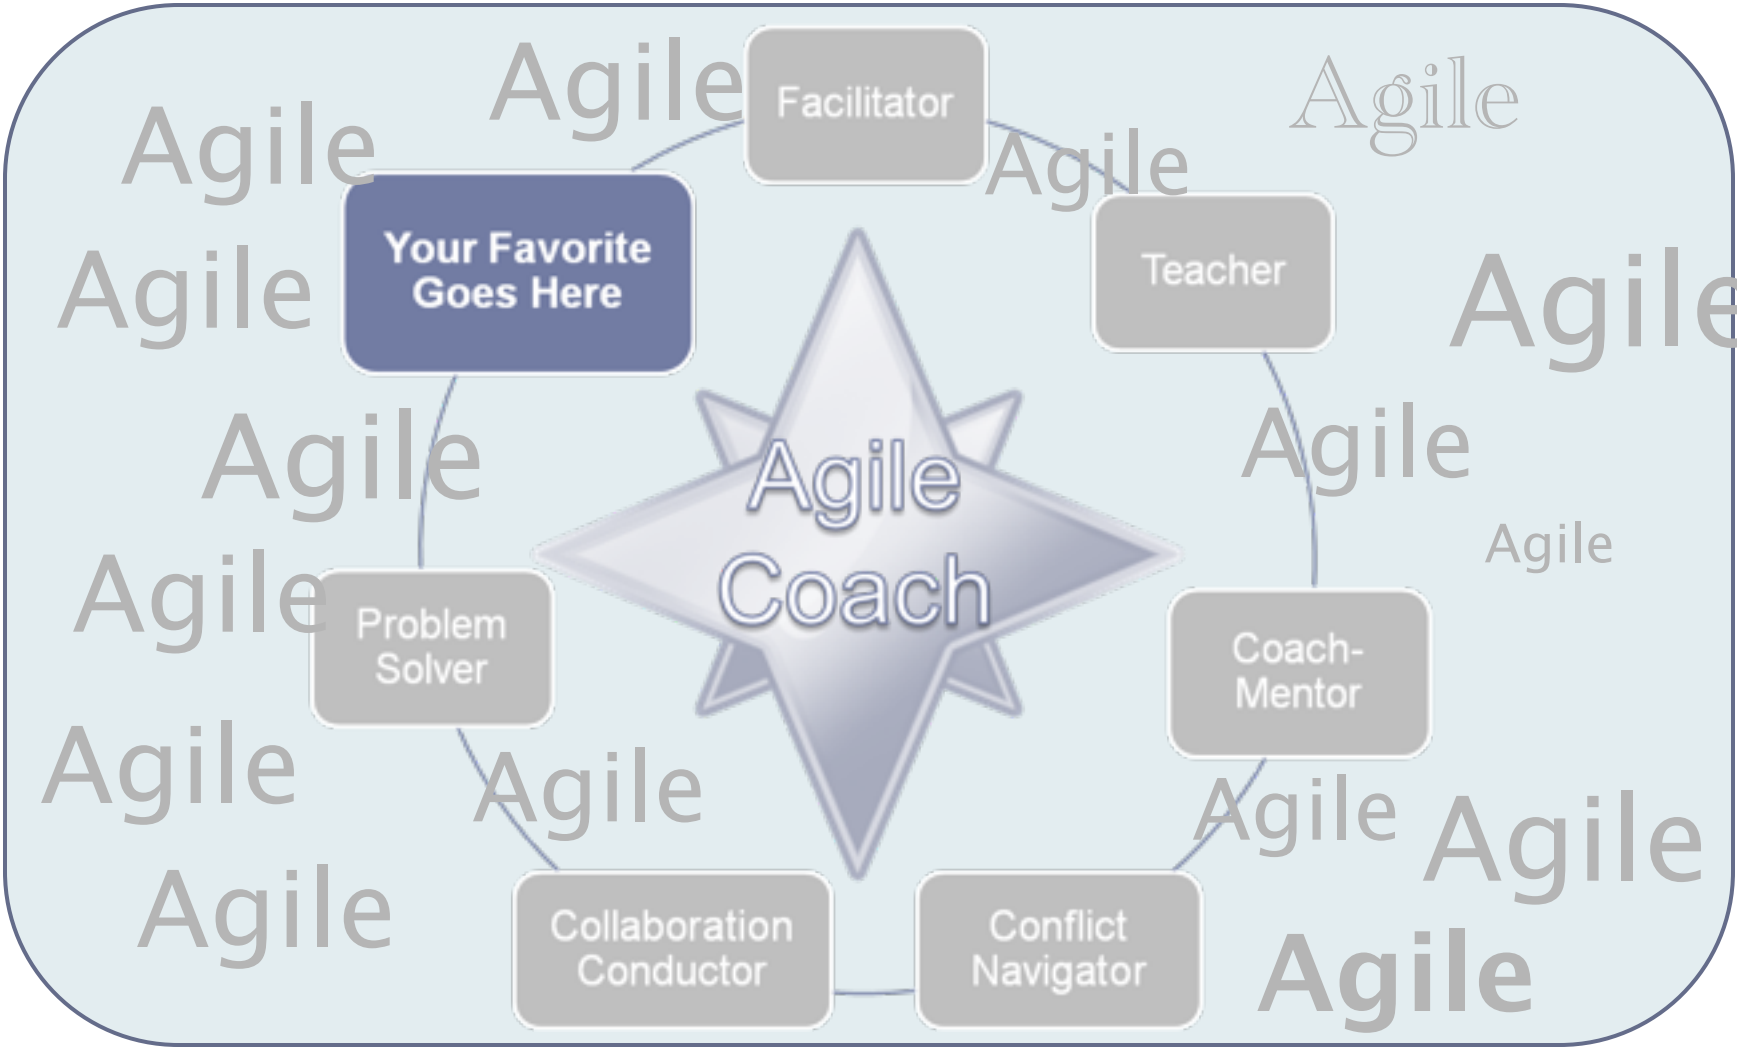 Agile
Facilitator
Agile
Agile
Agile
Your Favorite
Goes Here
Teacher
Agile
Agile
Agile
Agile
Agile
Agile
Coach
Agile
Agile
Problem
Solver
Coach-
Mentor
Agile
Agile
Agile
Agile
Agile
Collaboration
Conductor
Conflict
Navigator
Agile